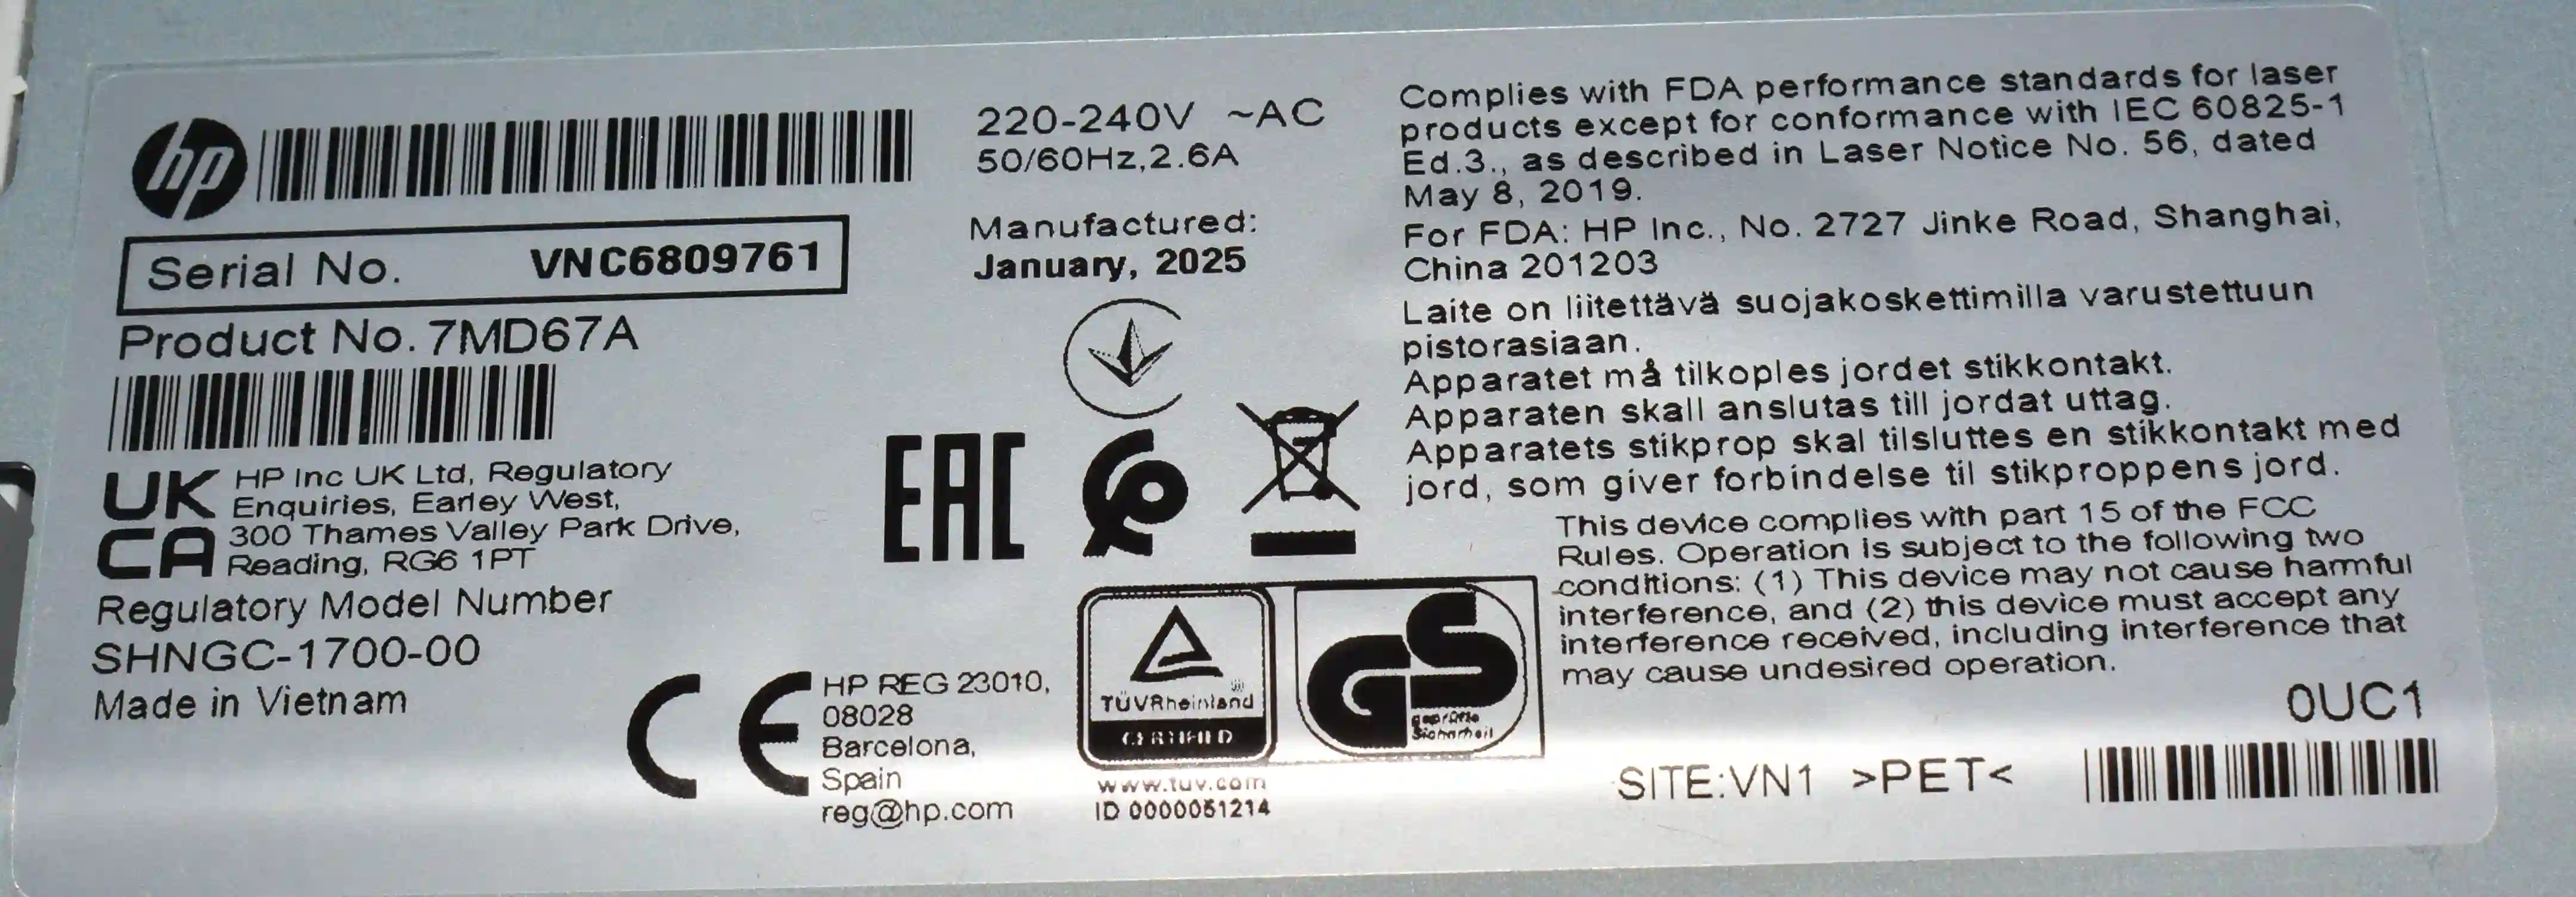 hp
Serial No. VNC6809761
Product No. 7MD67A
UK
CA
HP Inc UK Ltd, Regulatory
Enquiries, Earley West,
300 Thames Valley Park Drive,
Reading, RG6 1PT
Regulatory Model Number
SHNGC-1700-00
Made in Vietnam
220-240V ~AC
50/60Hz,2.6A
Manufactured:
January, 2025
EAC
CE
HP REG 23010,
08028
Barcelona,
Spain
reg@hp.com
TÜVRheinland
CERTIFIED
GS
geprüfte
Sicherheit
www.tuv.com
ID 0000051214
Complies with FDA performance standards for laser
products except for conformance with IEC 60825-1
Ed.3., as described in Laser Notice No. 56, dated
May 8, 2019.
For FDA: HP Inc., No. 2727 Jinke Road, Shanghai,
China 201203
Laite on liitettävä suojakoskettimilla varustettuun
pistorasiaan.
Apparatet må tilkoples jordet stikkontakt.
Apparaten skall anslutas till jordat uttag.
Apparatets stikprop skal tilsluttes en stikkontakt med
jord, som giver forbindelse til stikproppens jord.
This device complies with part 15 of the FCC
Rules. Operation is subject to the following two
conditions: (1) This device may not cause harmful
interference, and (2) this device must accept any
interference received, including interference that
may cause undesired operation.
0UC1
SITE:VN1 >PET<